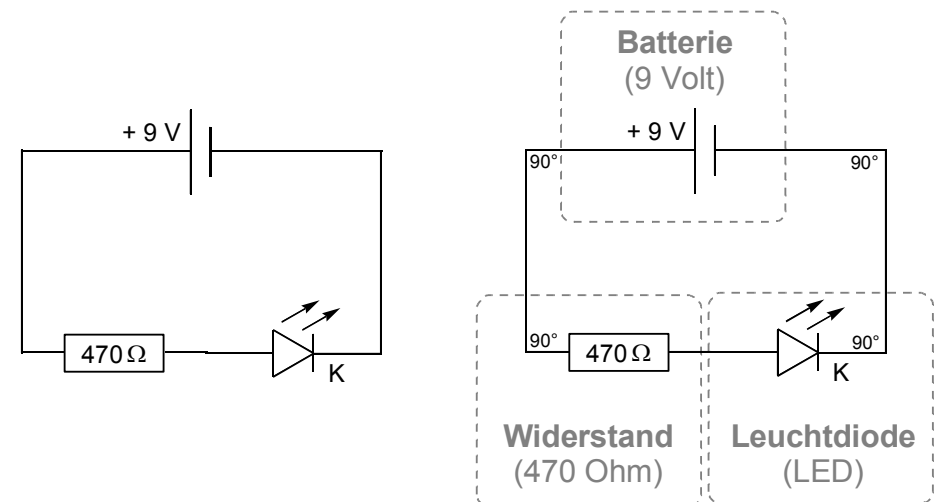 + 9 V
470 Ω
K
Batterie
(9 Volt)
+ 9 V
90°
90°
90°
470 Ω
90°
K
Widerstand
(470 Ohm)
Leuchtdiode
(LED)